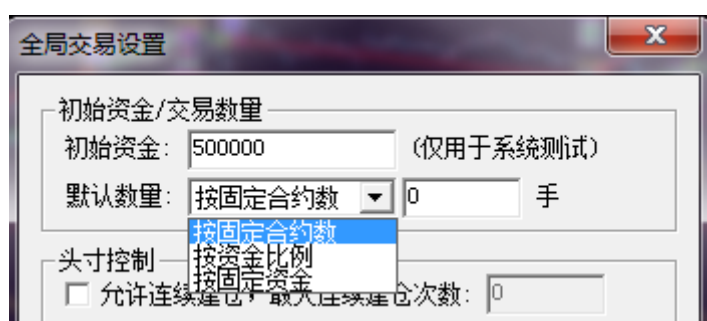 全局交易设置
初始资金/交易数量
初始资金: 500000 (仅用于系统测试)
默认数量: 按固定合约数 0 手
按固定合约数
按资金比例
按固定资金
头寸控制
允许连续建仓,最大连续建仓次数: 0